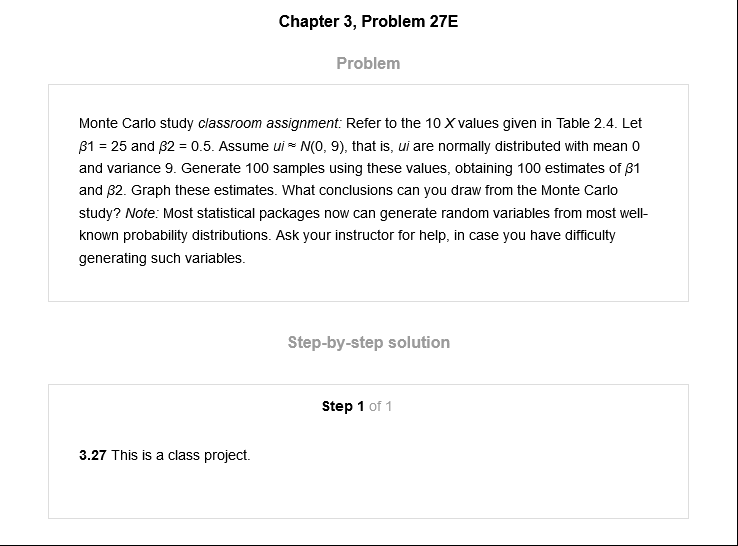 Chapter 3, Problem 27E
Problem
Monte Carlo study classroom assignment: Refer to the 10 X values given in Table 2.4. Let
β1 = 25 and β2 = 0.5. Assume ui ≈ N(0, 9), that is, ui are normally distributed with mean 0
and variance 9. Generate 100 samples using these values, obtaining 100 estimates of β1
and β2. Graph these estimates. What conclusions can you draw from the Monte Carlo
study? Note: Most statistical packages now can generate random variables from most well-
known probability distributions. Ask your instructor for help, in case you have difficulty
generating such variables.
Step-by-step solution
Step 1 of 1
3.27 This is a class project.